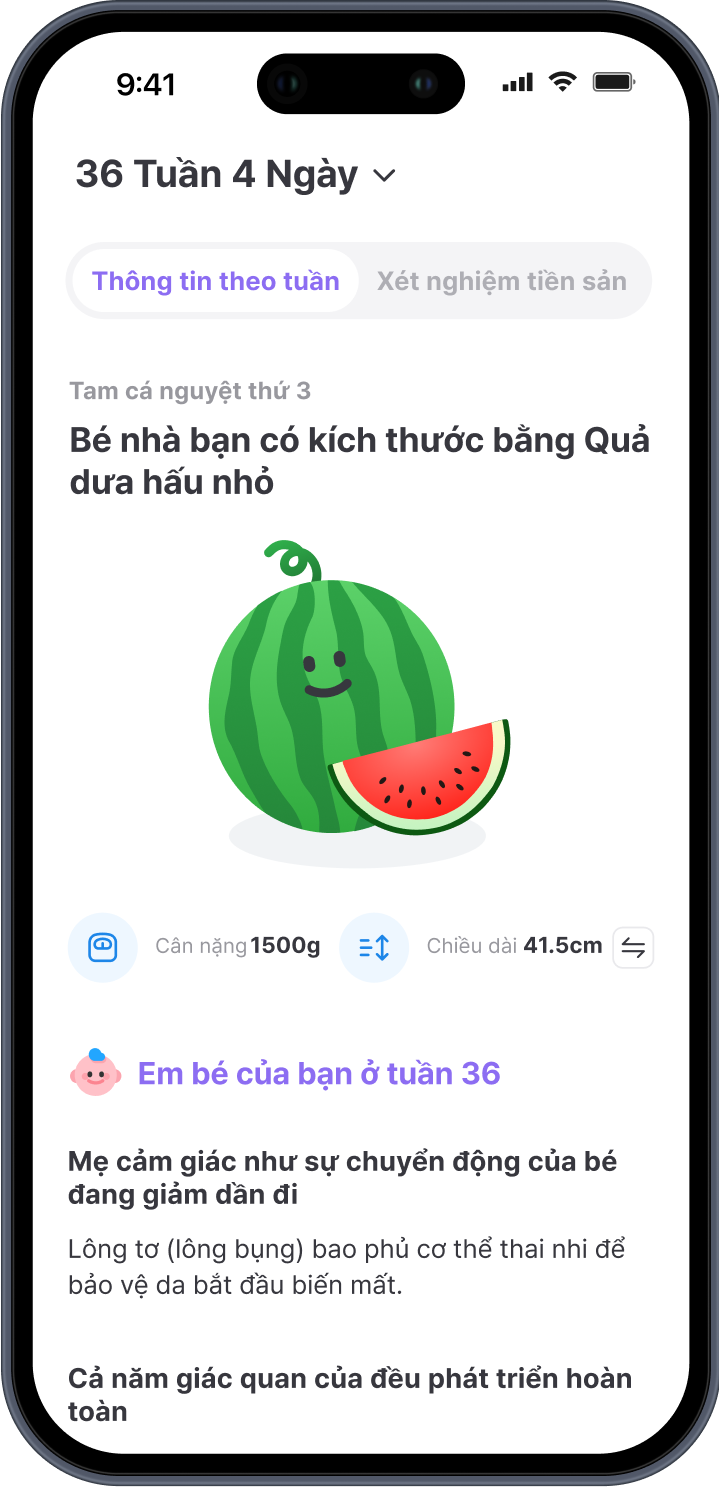 9:41
36 Tuần 4 Ngày
Thông tin theo tuần
Xét nghiệm tiền sản
Tam cá nguyệt thứ 3
Bé nhà bạn có kích thước bằng Quả
dưa hấu nhỏ
Cân nặng 1500g
Chiều dài 41.5cm
Em bé của bạn ở tuần 36
Mẹ cảm giác như sự chuyển động của bé
đang giảm dần đi
Lông tơ (lông bụng) bao phủ cơ thể thai nhi để
bảo vệ da bắt đầu biến mất.
Cả năm giác quan của đều phát triển hoàn
toàn